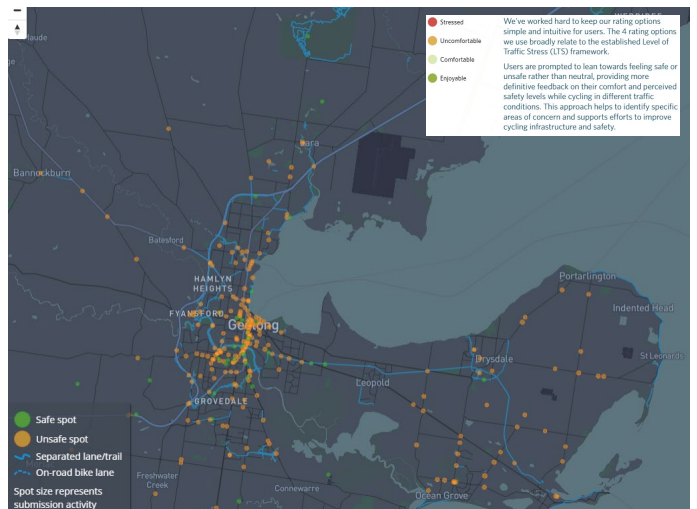 Stressed
Uncomfortable
Comfortable
Enjoyable
We've worked hard to keep our rating options
simple and intuitive for users. The 4 rating options
we use broadly relate to the established Level of
Traffic Stress (LTS) framework.
Users are prompted to lean towards feeling safe or
unsafe rather than neutral, providing more
definitive feedback on their comfort and perceived
safety levels while cycling in different traffic
conditions. This approach helps to identify specific
areas of concern and supports efforts to improve
cycling infrastructure and safety.
Bannockburn
Batesford
HAMLYN
HEIGHTS
FYANSFORD
Geelong
Portarlington
Indented Head
Drysdale
St Leonards
Leopold
GROVEDALE
Freshwater
Creek
Connewarre
Ocean Grove
Safe spot
Unsafe spot
Separated lane/trail
On-road bike lane
Spot size represents
submission activity